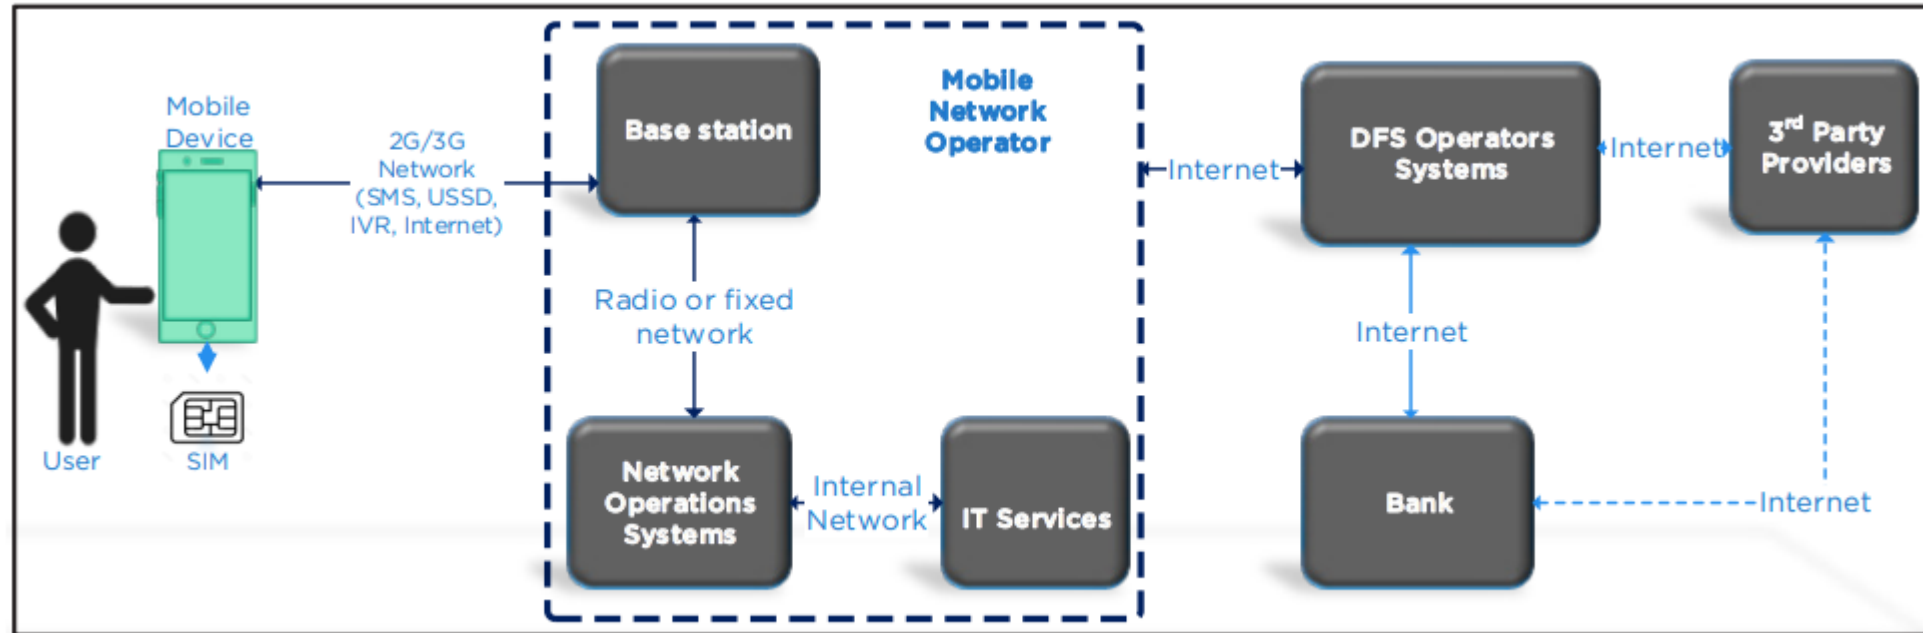 Mobile
Device
User
SIM
2G/3G
Network
(SMS, USSD,
IVR, Internet)
Base station
Mobile
Network
Operator
Radio or fixed
network
Network
Operations
Systems
Internal
Network
IT Services
Internet
DFS Operators
Systems
Internet
3rd Party
Providers
Internet
Bank
Internet